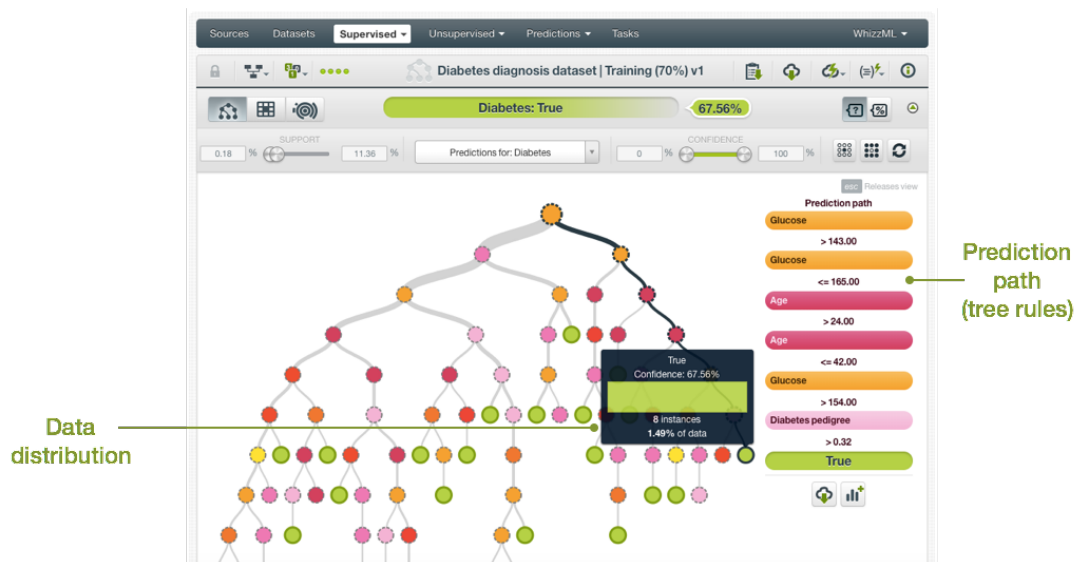 Sources Datasets Supervised Unsupervised Predictions Tasks WhizzML
Diabetes diagnosis dataset | Training (70%) v1
Diabetes: True 67.56%
SUPPORT CONFIDENCE
0.18 % 11.36 % Predictions for: Diabetes 0 % 100 %
esc Releases view
Prediction path
Glucose
> 143.00
Glucose
<= 165.00
Age
> 24.00
Age
<= 42.00
Glucose
> 154.00
Diabetes pedigree
> 0.32
True
True
Confidence: 67.56%
8 instances
1.49% of data
Prediction
path
(tree rules)
Data
distribution